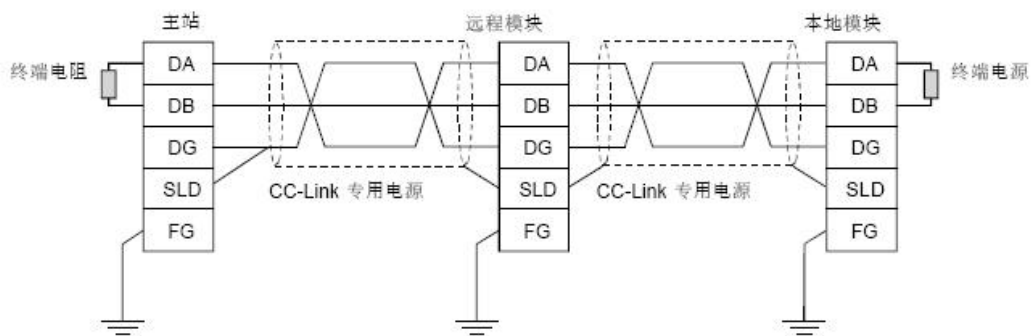 主站 远程模块 本地模块
终端电阻 DA DA DA 终端电源
DB DB DB
DG DG DG
SLD CC-Link 专用电源 SLD CC-Link 专用电源 SLD
FG FG FG